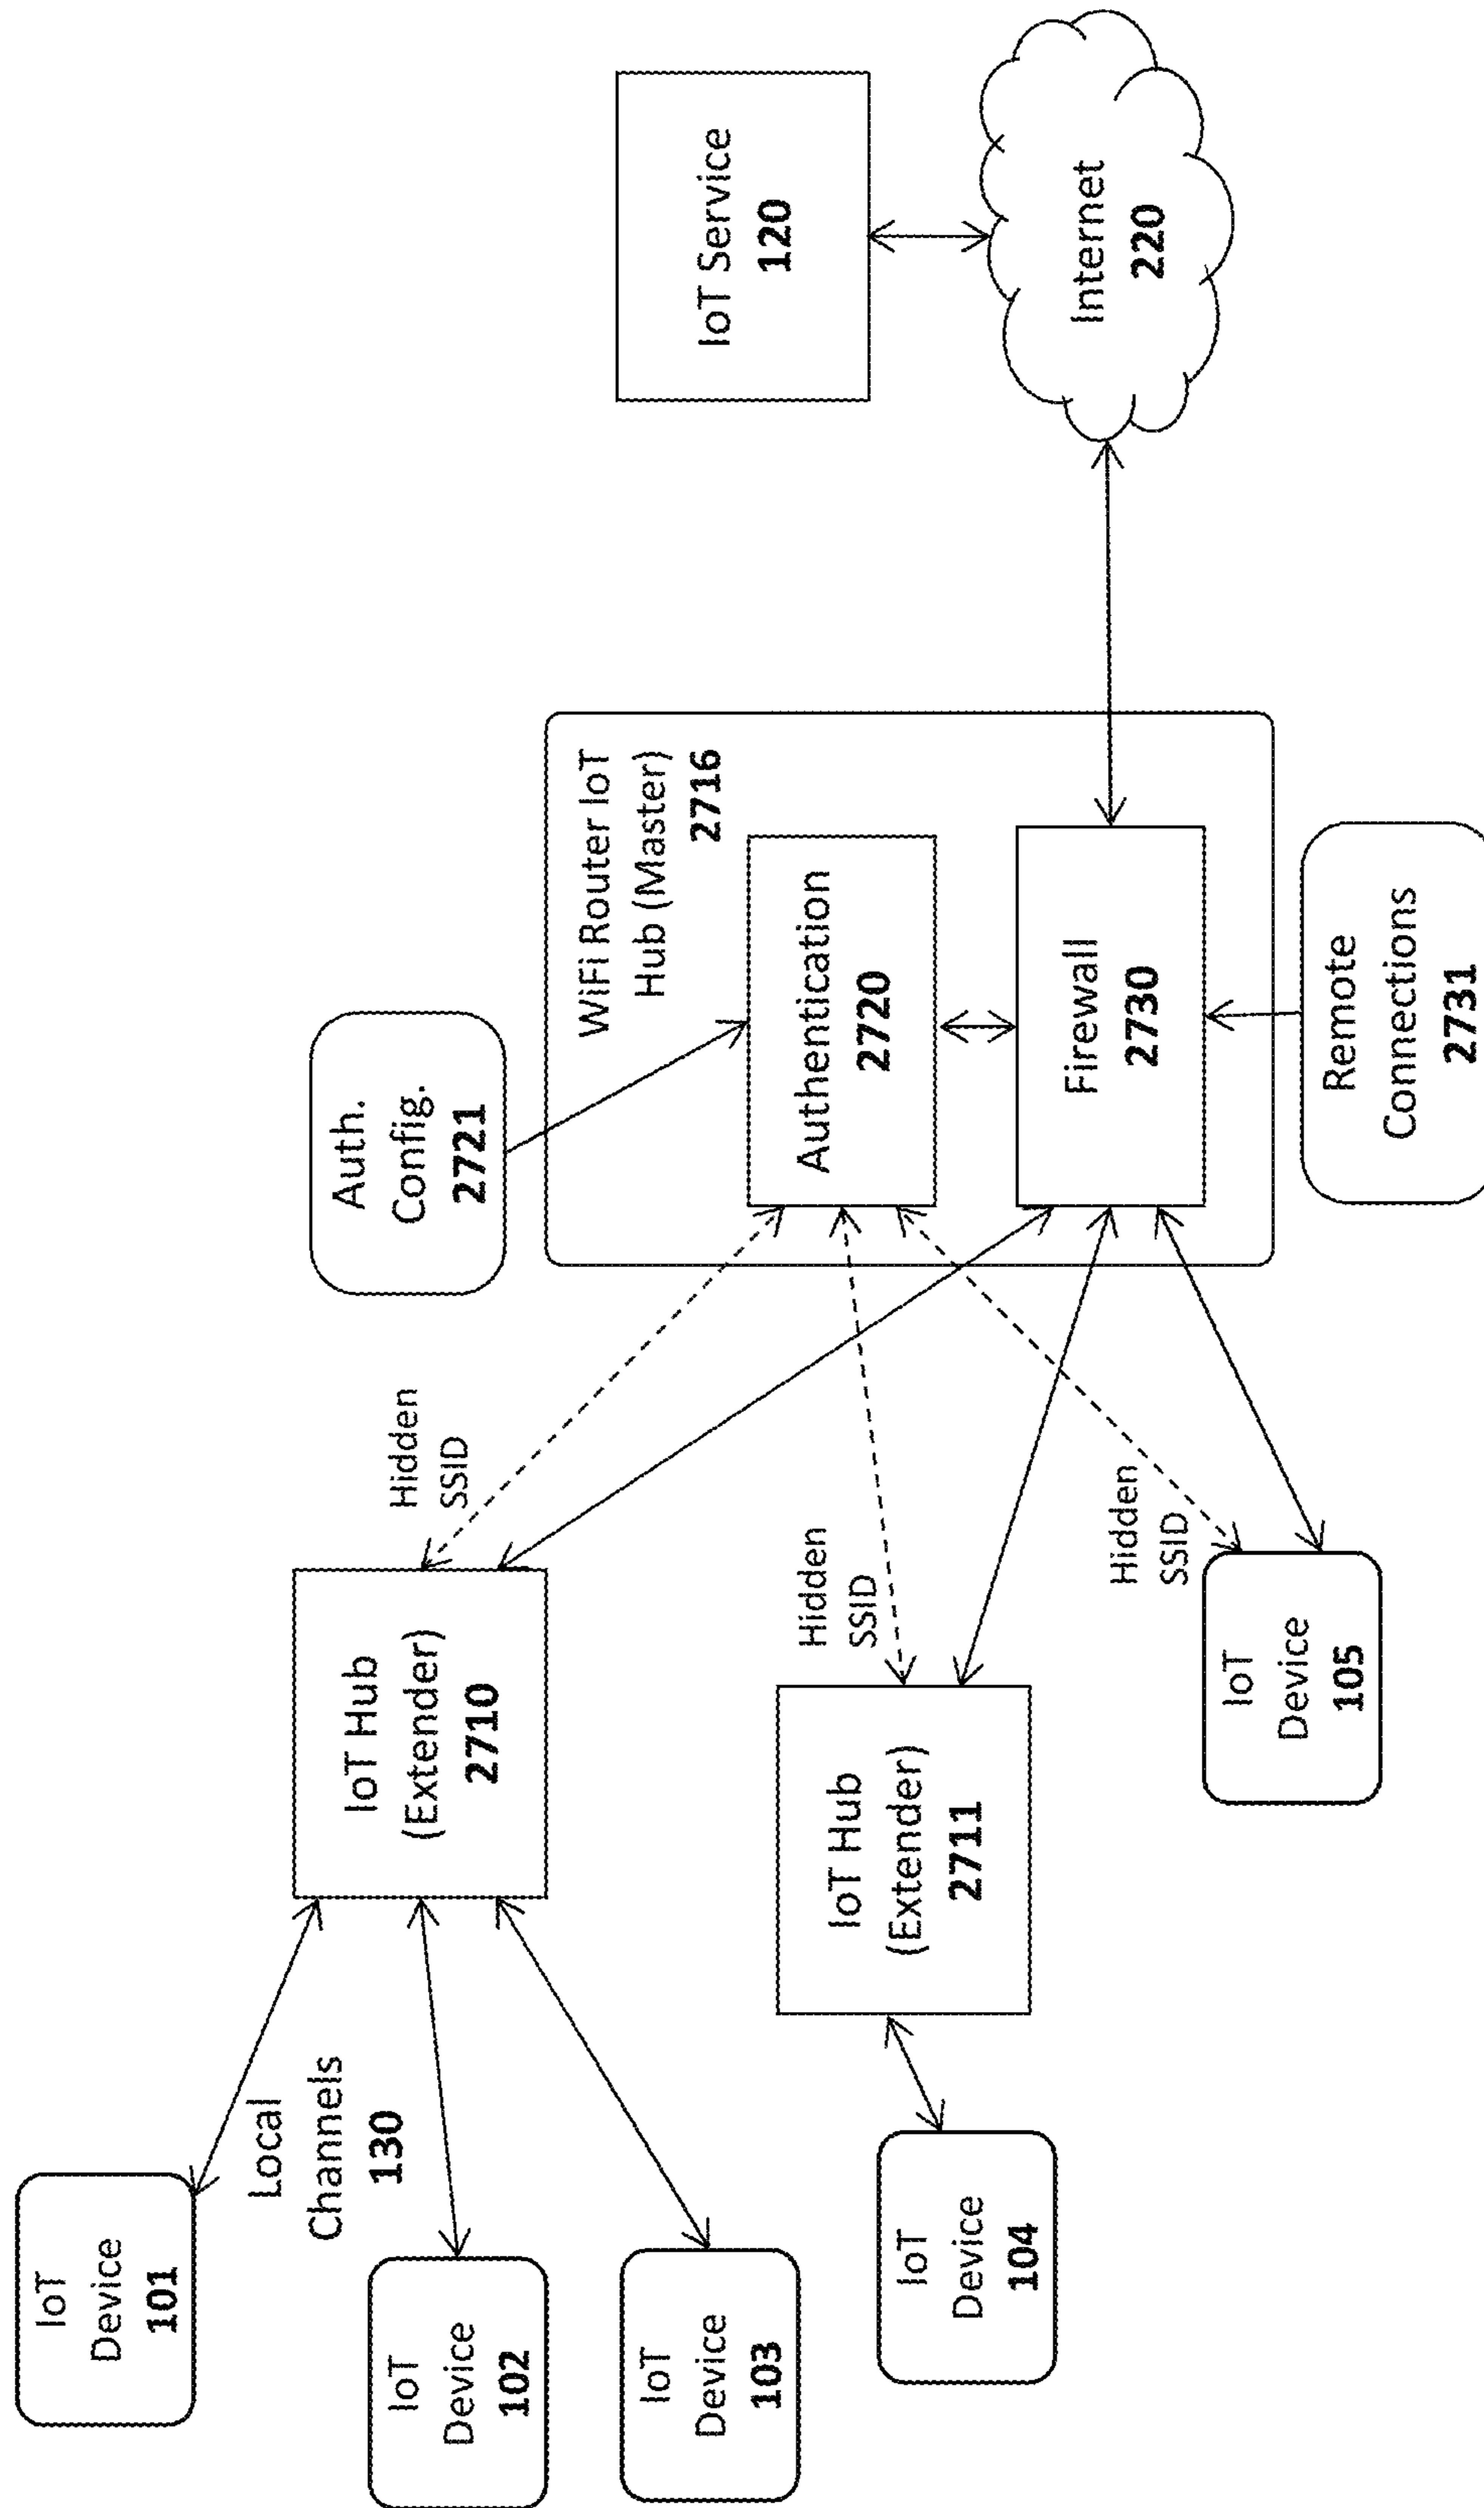 IoT
Device
101
Local
Channels
130
IoT
Device
102
IoT
Device
103
IoT
Device
104
IoT Hub
(Extender)
2710
IoT Hub
(Extender)
2711
IoT
Device
105
Hidden
SSID
Hidden
SSID
Hidden
SSID
Auth.
Config.
2721
WiFi Router IoT
Hub (Master)
2716
Authentication
2720
Firewall
2730
Remote
Connections
2731
IoT Service
120
Internet
220